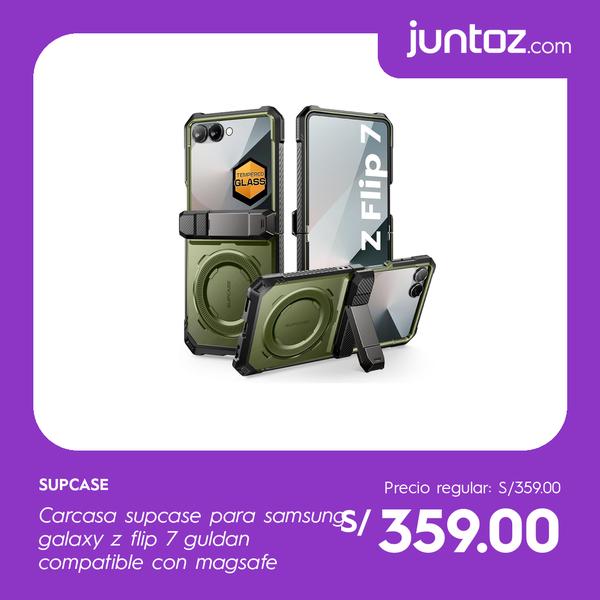 juntoz.com
TEMPERED
GLASS
Z Flip 7
SUPCASE
SUPCASE
SUPCASE
Precio regular: S/359.00
Carcasa supcase para samsung
galaxy z flip 7 guldan
compatible con magsafe
S/ 359.00